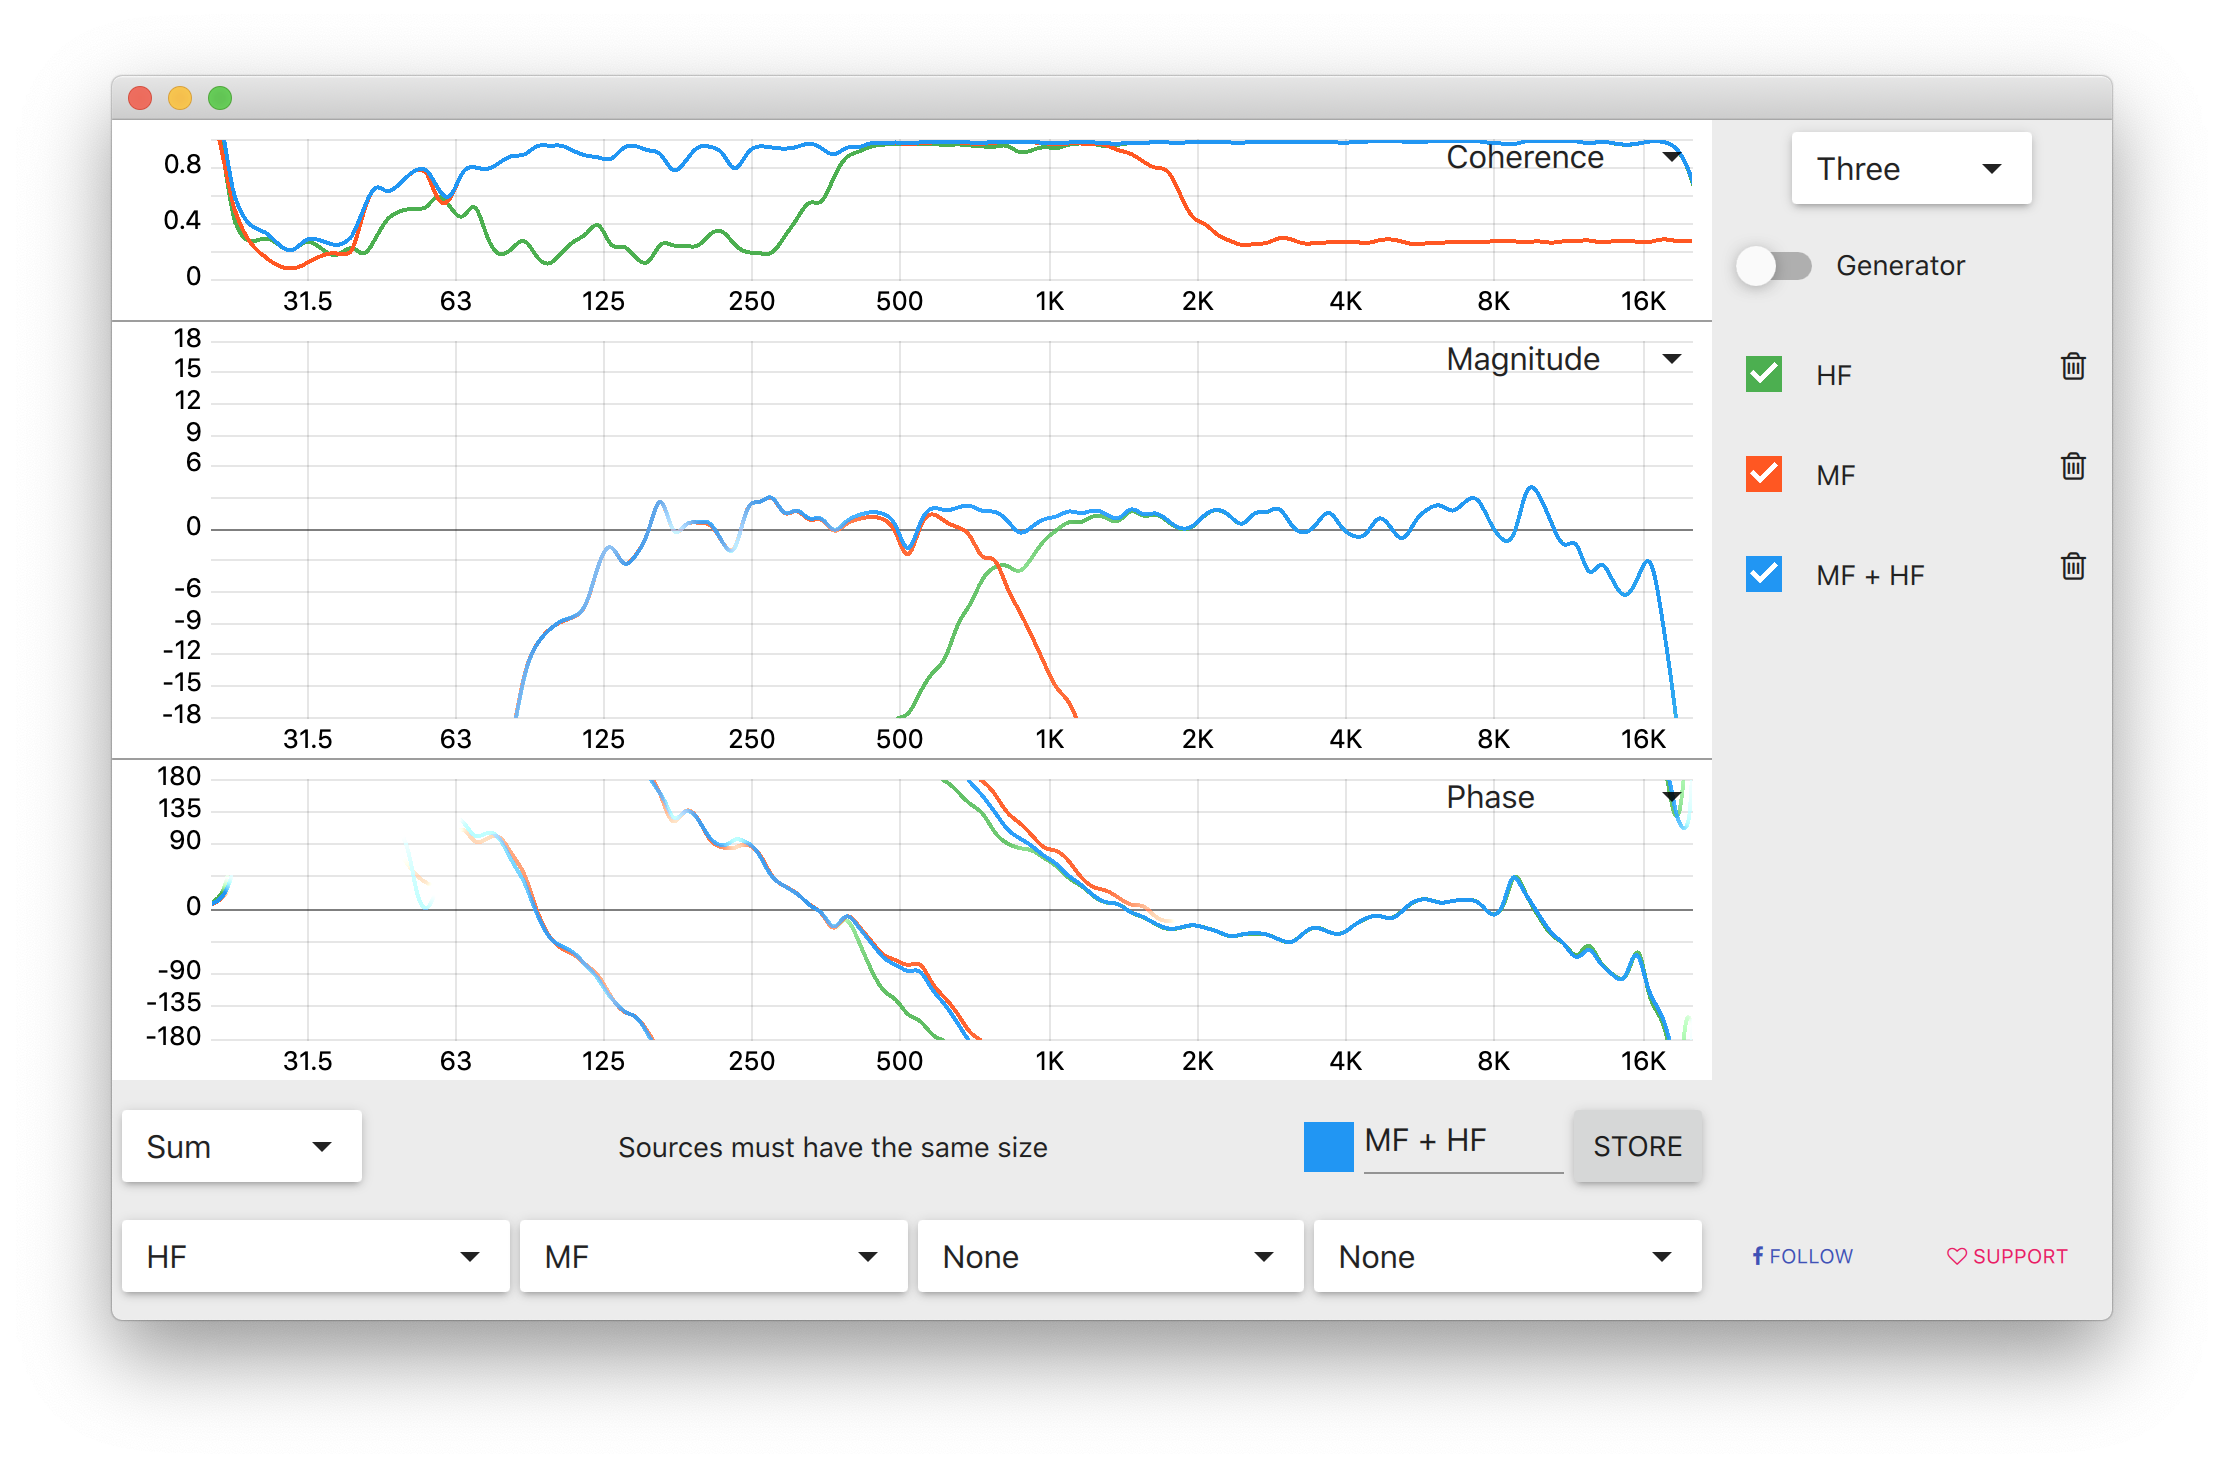 Coherence
0.8
0.4
0
31.5 63 125 250 500 1K 2K 4K 8K 16K
Magnitude
18
15
12
9
6
0
-6
-9
-12
-15
-18
31.5 63 125 250 500 1K 2K 4K 8K 16K
Phase
180
135
90
0
-90
-135
-180
31.5 63 125 250 500 1K 2K 4K 8K 16K
Three
Generator
HF
MF
MF + HF
Sum
Sources must have the same size
MF + HF
STORE
HF
MF
None
None
FOLLOW
SUPPORT